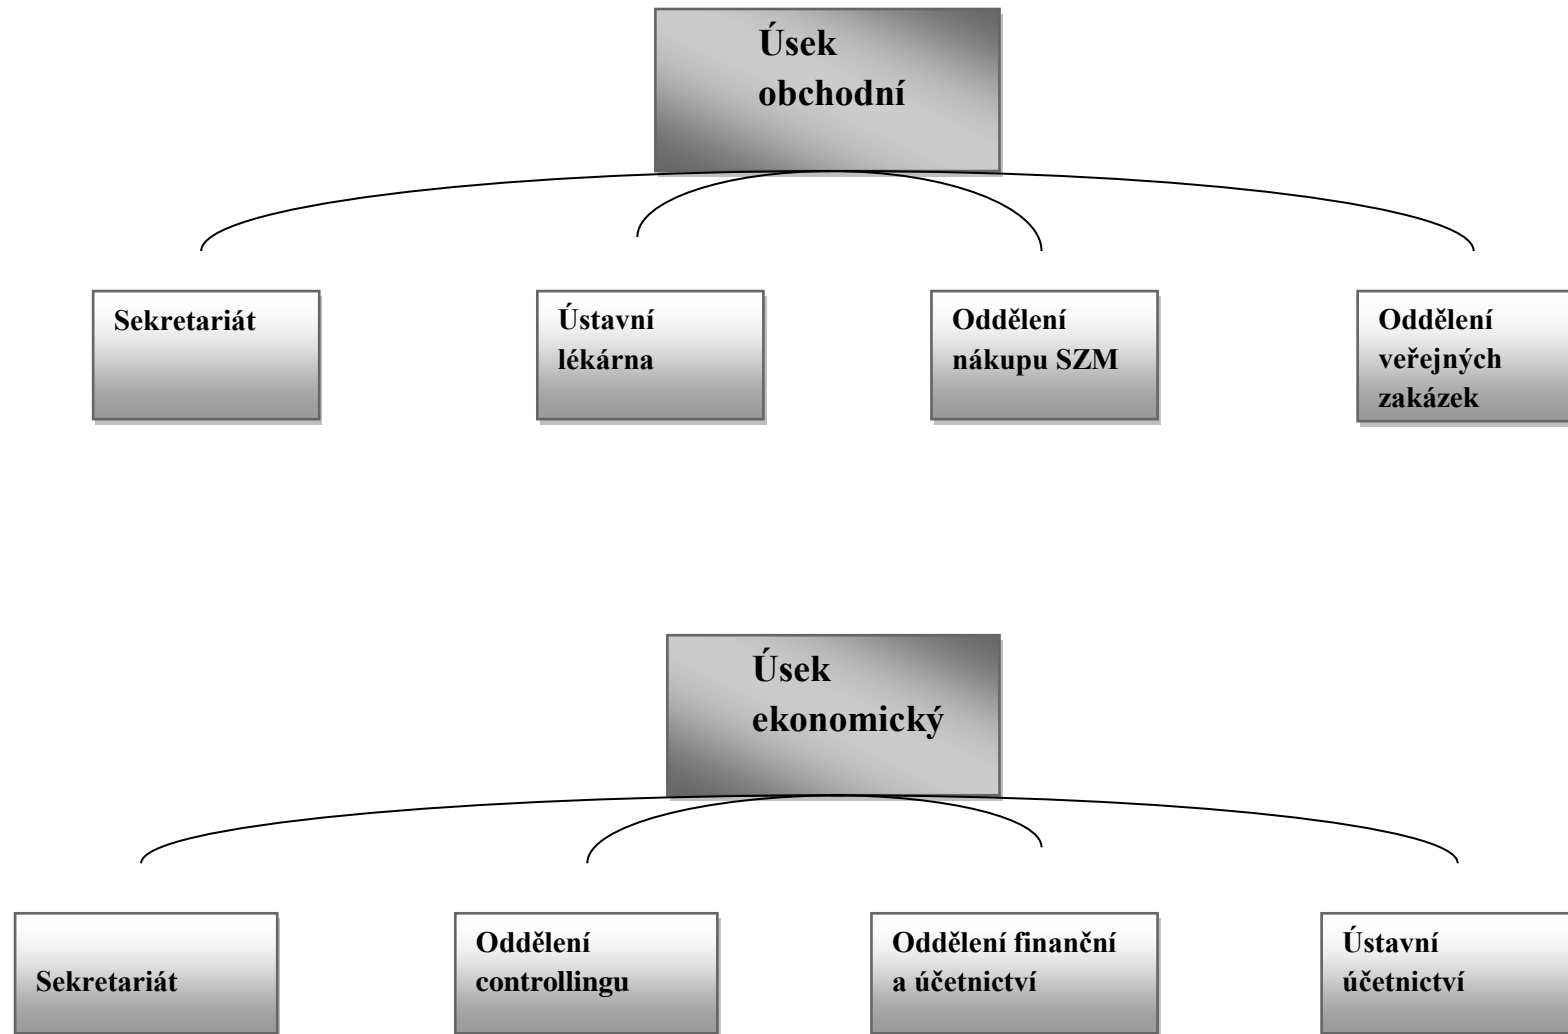 Úsek
obchodní
Sekretariát
Ústavní
lékárna
Oddělení
nákupu SZM
Oddělení
veřejných
zakázek
Úsek
ekonomický
Sekretariát
Oddělení
controllingu
Oddělení finanční
a účetnictví
Ústavní
účetnictví